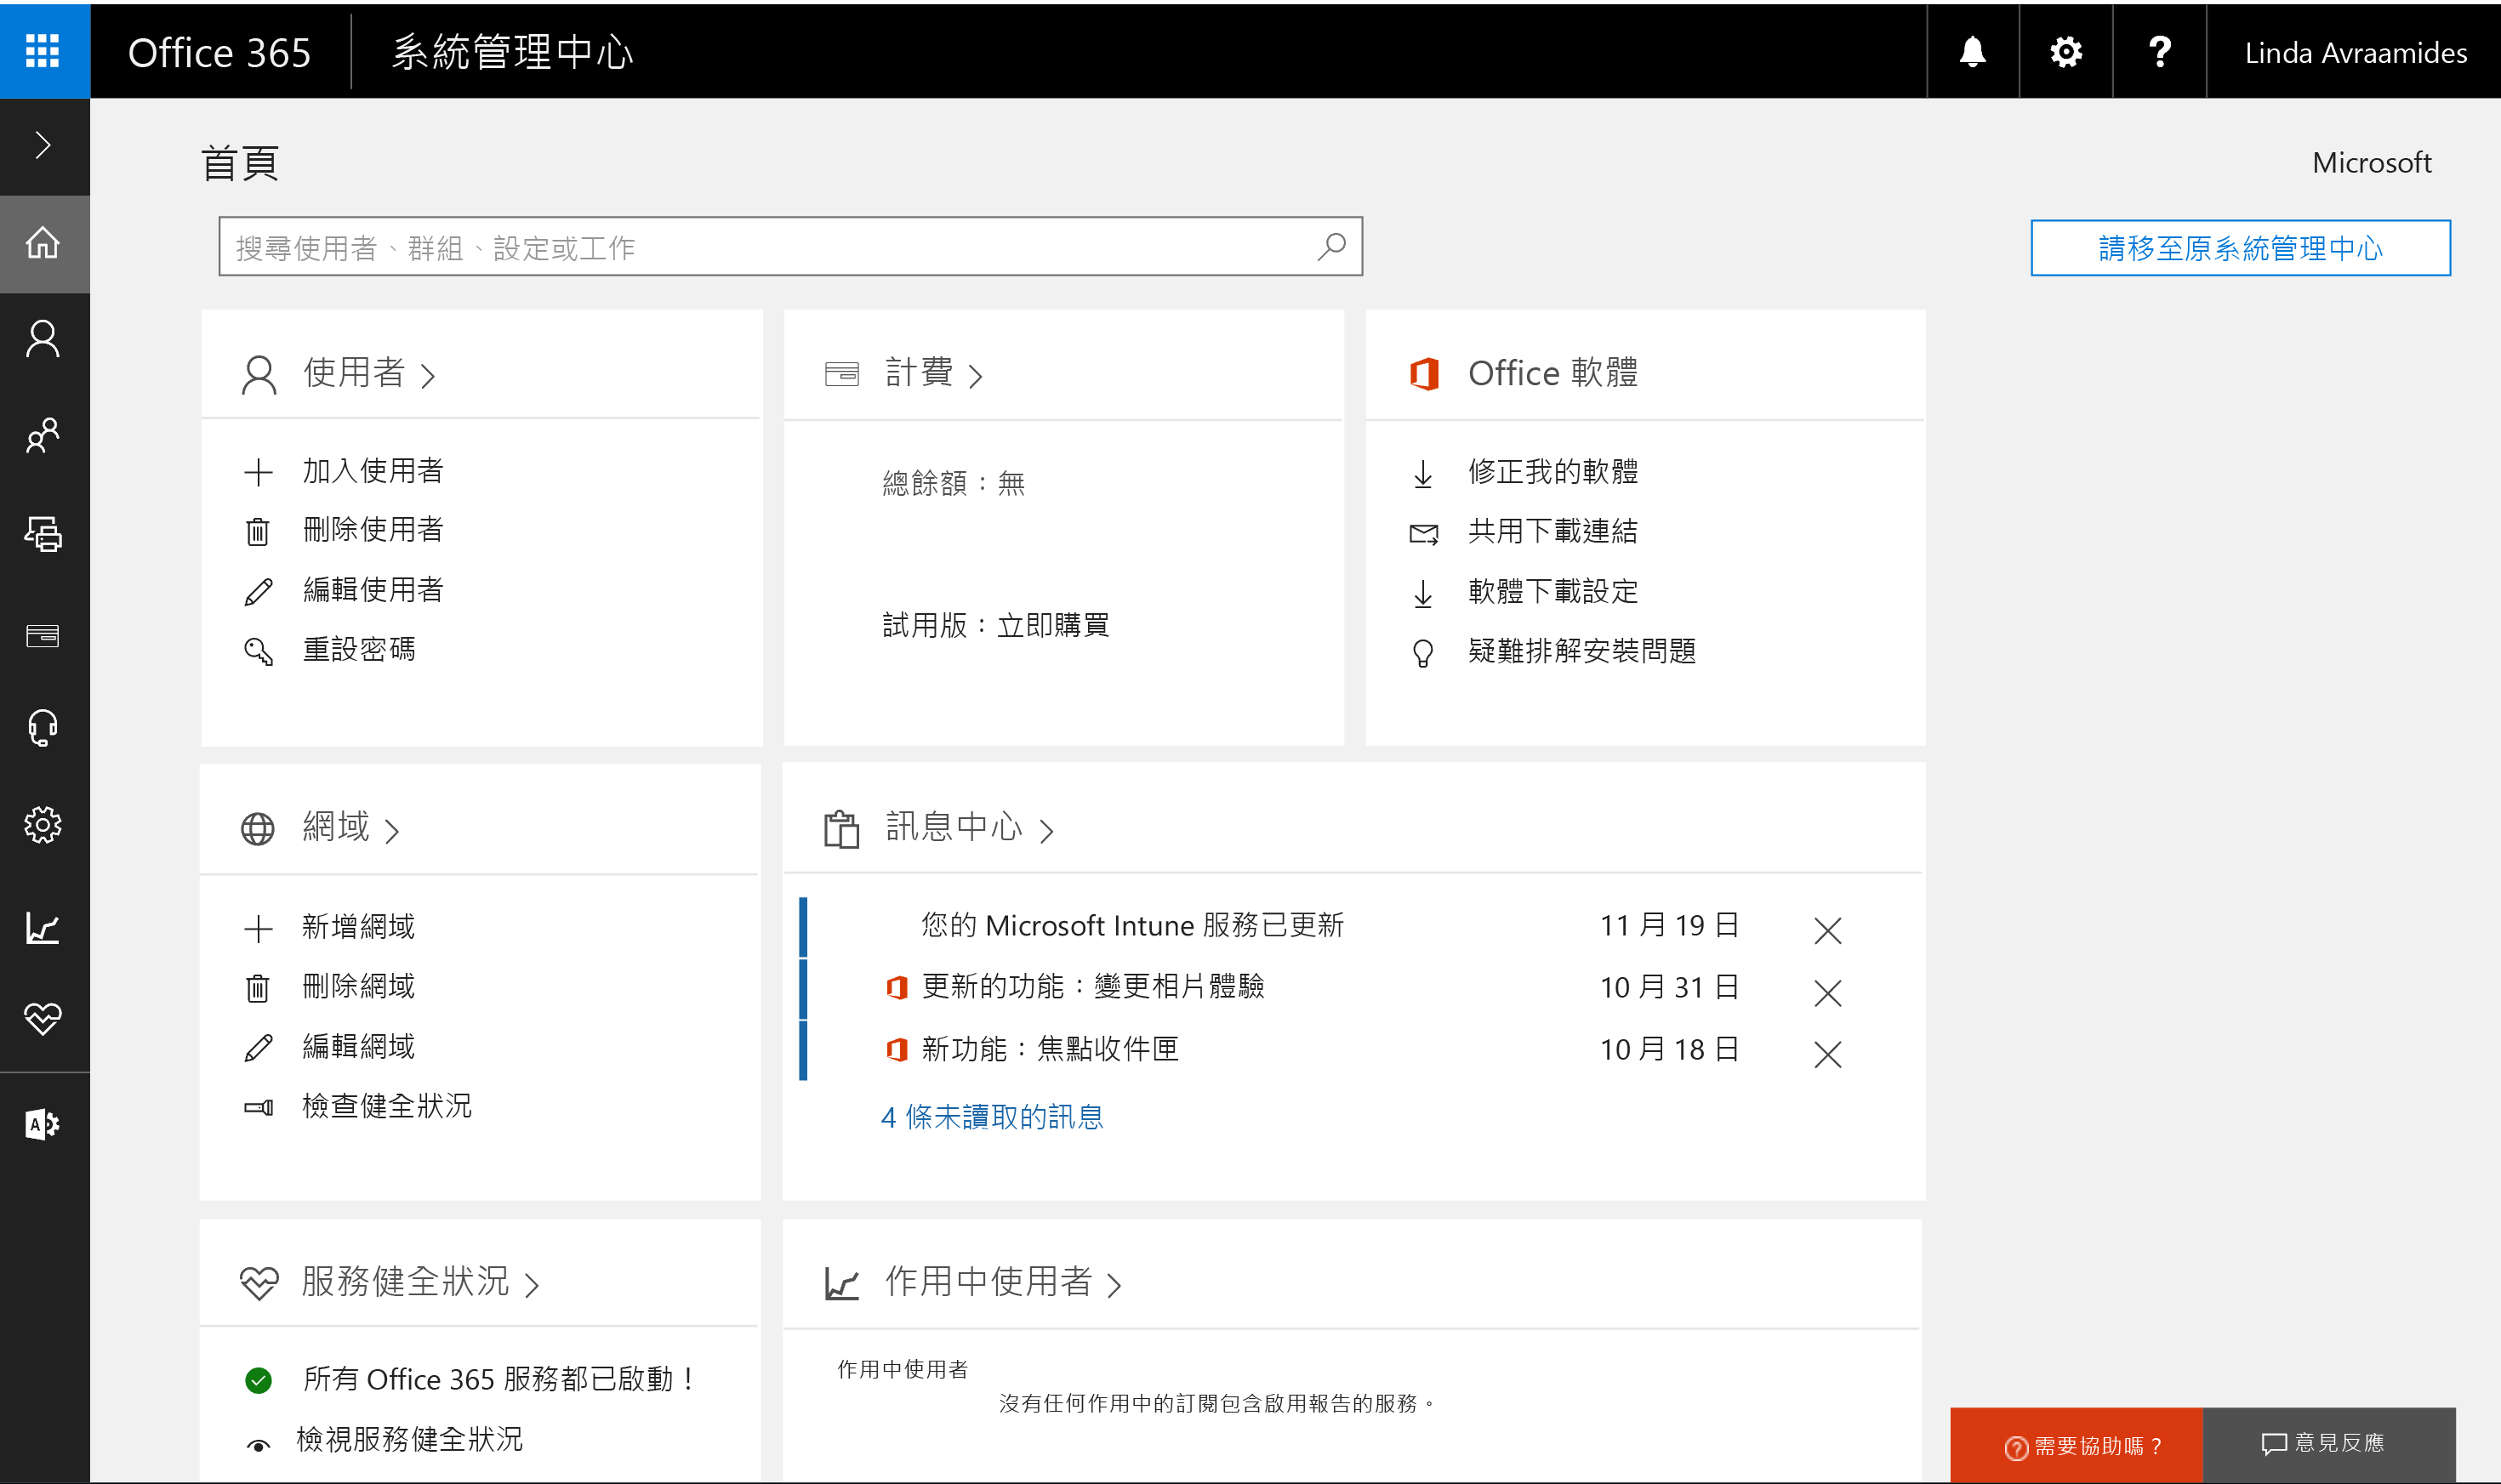 Office 365
系統管理中心
Linda Avraamides
首頁
Microsoft
搜尋使用者、群組、設定或工作
請移至原系統管理中心
使用者
加入使用者
刪除使用者
編輯使用者
重設密碼
計費
總餘額：無
試用版：立即購買
Office 軟體
修正我的軟體
共用下載連結
軟體下載設定
疑難排解安裝問題
網域
新增網域
刪除網域
編輯網域
檢查健全狀況
訊息中心
您的 Microsoft Intune 服務已更新 11 月 19 日
更新的功能：變更相片體驗 10 月 31 日
新功能：焦點收件匣 10 月 18 日
4 條未讀取的訊息
服務健全狀況
所有 Office 365 服務都已啟動！
檢視服務健全狀況
作用中使用者
作用中使用者
沒有任何作用中的訂閱包含啟用報告的服務。
需要協助嗎？
意見反應